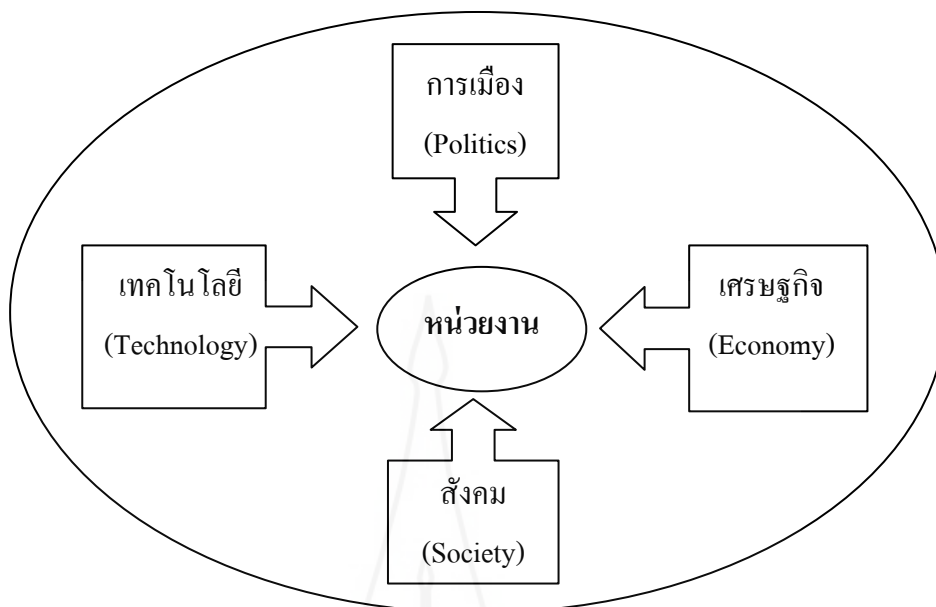 การเมือง
(Politics)
เทคโนโลยี
(Technology)
หน่วยงาน
เศรษฐกิจ
(Economy)
สังคม
(Society)